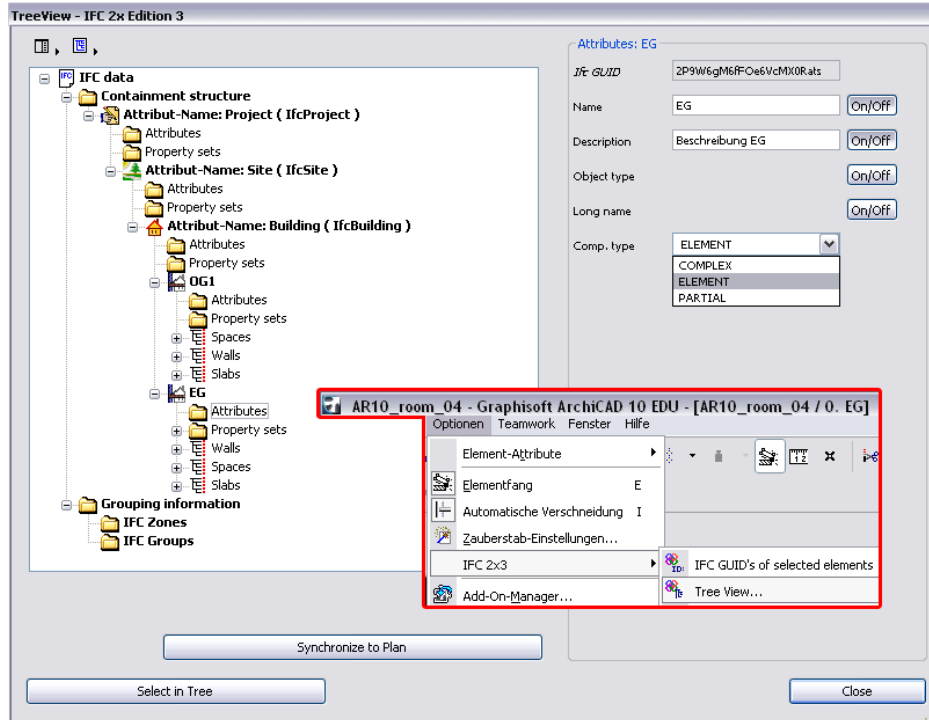 TreeView - IFC 2x Edition 3
IFC data
Containment structure
Attribut-Name: Project ( IfcProject )
Attributes
Property sets
Attribut-Name: Site ( IfcSite )
Attributes
Property sets
Attribut-Name: Building ( IfcBuilding )
Attributes
Property sets
OG1
Attributes
Property sets
Spaces
Walls
Slabs
EG
Attributes
Property sets
Walls
Spaces
Slabs
Grouping information
IFC Zones
IFC Groups
Attributes: EG
Ifc GUID 2P9W6gM6fFOe6VcMX0Rats
Name EG On/Off
Description Beschreibung EG On/Off
Object type On/Off
Long name On/Off
Comp. type ELEMENT
COMPLEX
ELEMENT
PARTIAL
AR10_room_04 - Graphisoft ArchiCAD 10 EDU - [AR10_room_04 / 0. EG]
Optionen Teamwork Fenster Hilfe
Element-Attribute
Elementfang E
Automatische Verschneidung I
Zauberstab-Einstellungen...
IFC 2x3
Add-On-Manager...
ID: IFC GUID's of selected elements
Tree View...
Synchronize to Plan
Select in Tree
Close